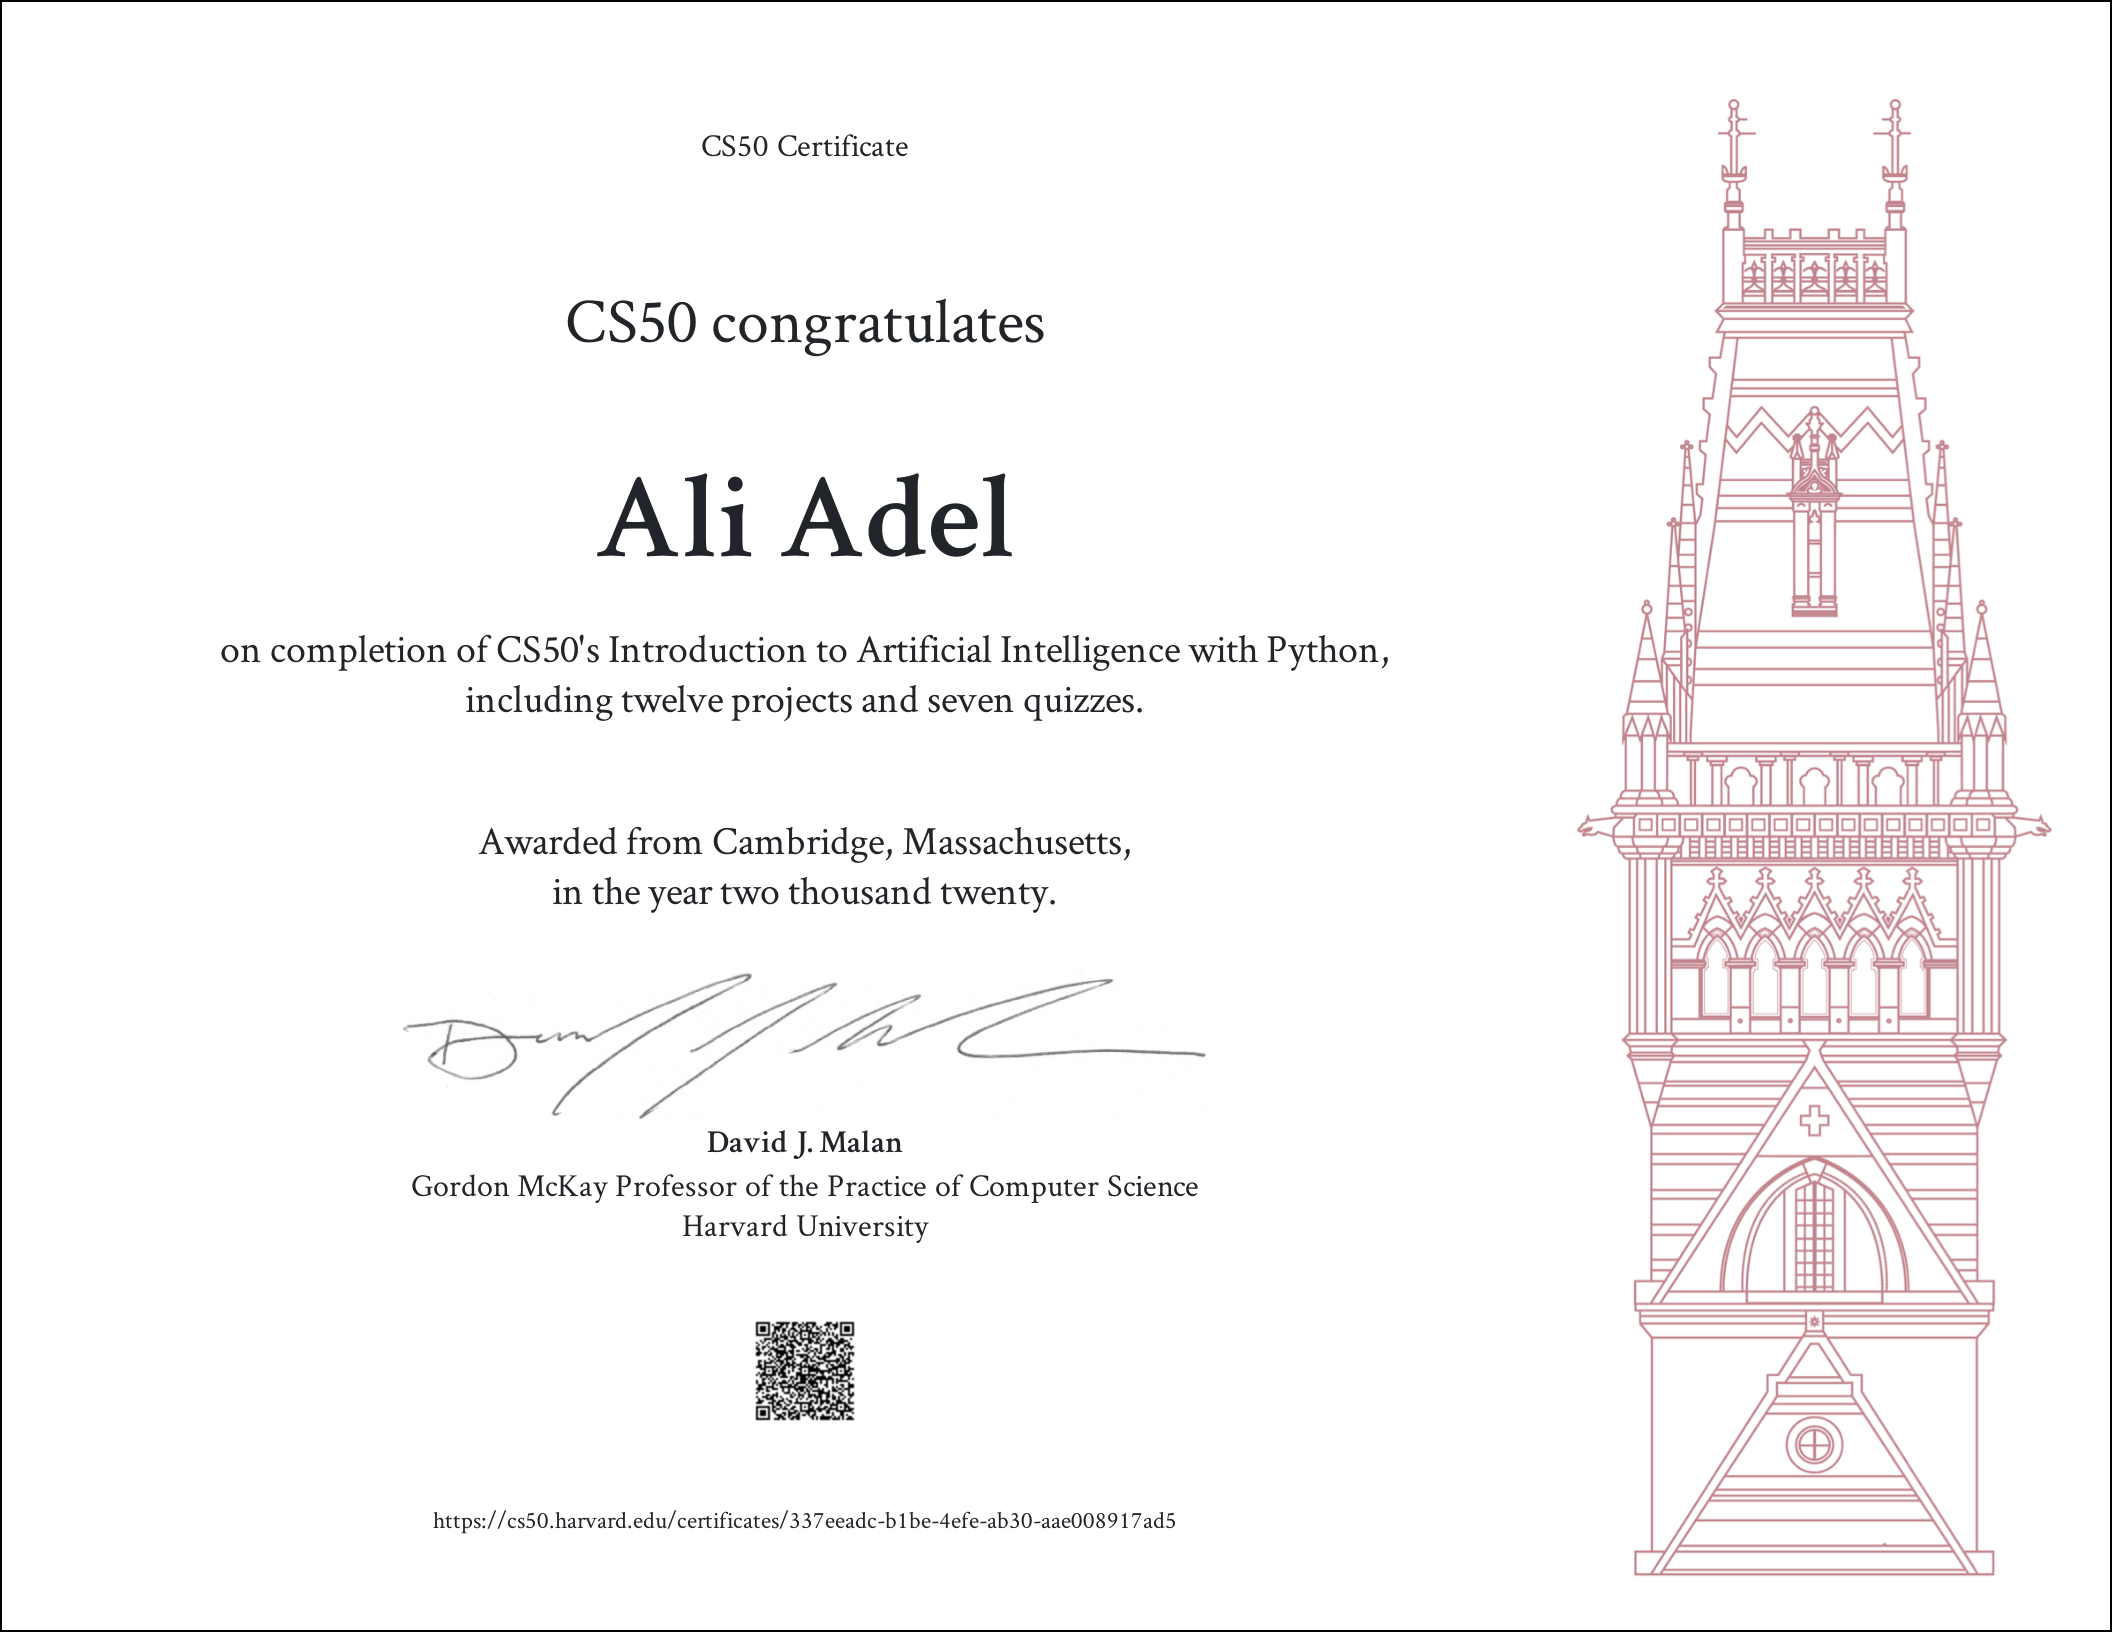 CS50 Certificate
CS50 congratulates
Ali Adel
on completion of CS50's Introduction to Artificial Intelligence with Python,
including twelve projects and seven quizzes.
Awarded from Cambridge, Massachusetts,
in the year two thousand twenty.
David J. Malan
Gordon McKay Professor of the Practice of Computer Science
Harvard University
https://cs50.harvard.edu/certificates/337eeadc-b1be-4efe-ab30-aae008917ad5